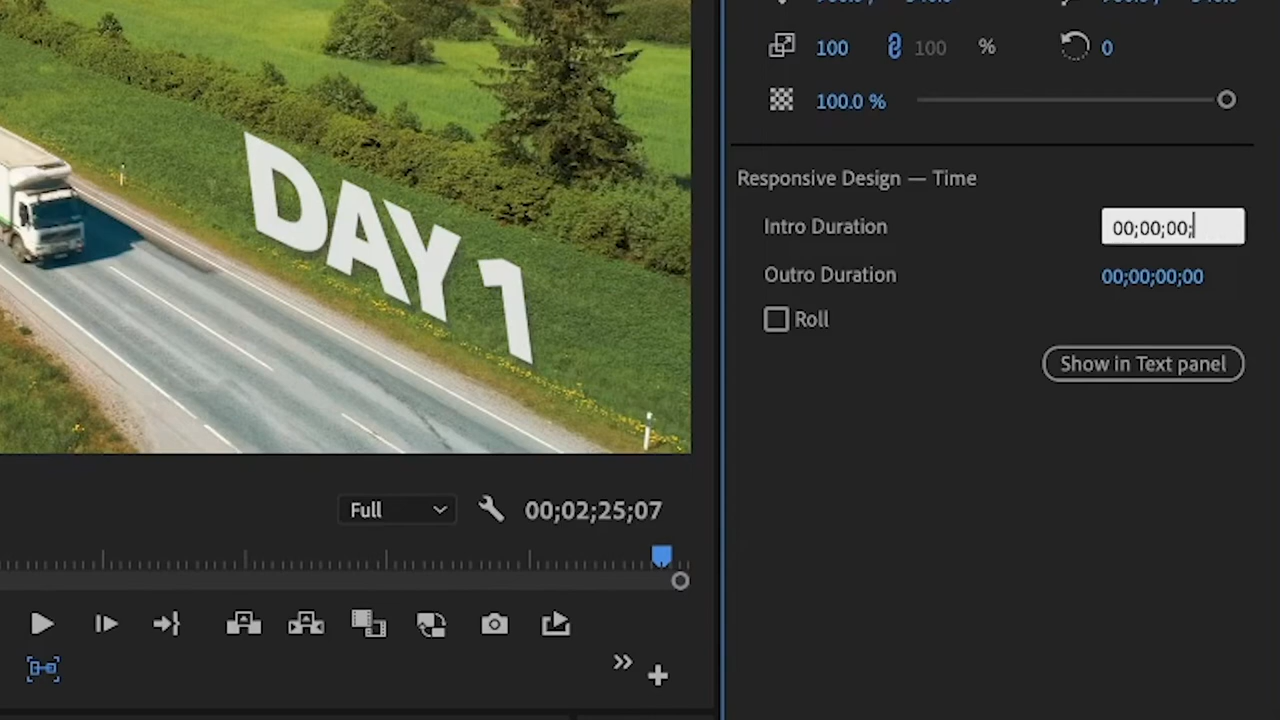 100 100 % 0
100.0 %
DAY 1
Responsive Design — Time
Intro Duration 00;00;00;
Outro Duration 00;00;00;00
Roll
Show in Text panel
Full 00;02;25;07